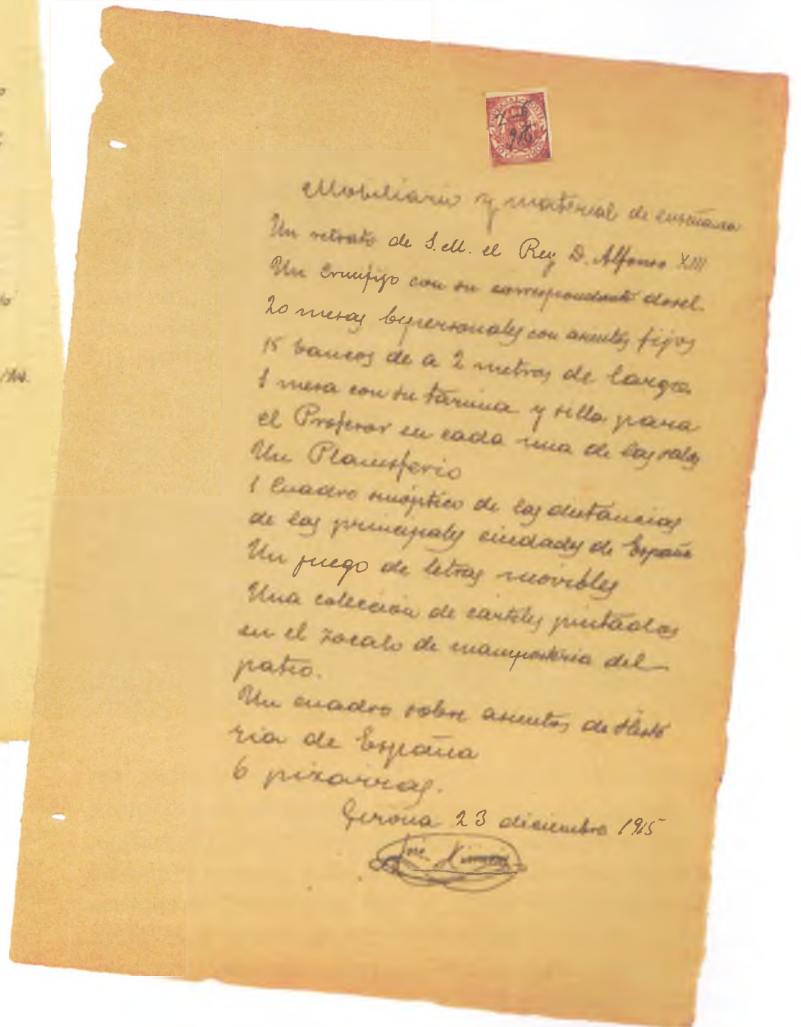 Mobiliario y material de enseñanza
Un retrato de S.M. el Rey D. Alfonso XIII
Un Crucifijo con su correspondiente dosel.
20 mesas bipersonales con asientos fijos
15 bancos de a 2 metros de largo
1 mesa con su tarima y silla para
el Profesor en cada una de las salas
Un Planisferio
1 Cuadro sinóptico de las distancias
de las principales ciudades de España
Un juego de letras movibles
Una colección de carteles pintados
en el zocalo de mamposteria del
patio.
Un cuadro sobre asuntos de Histo
ria de España
6 pizarras.
Gerona 23 diciembre 1915
José